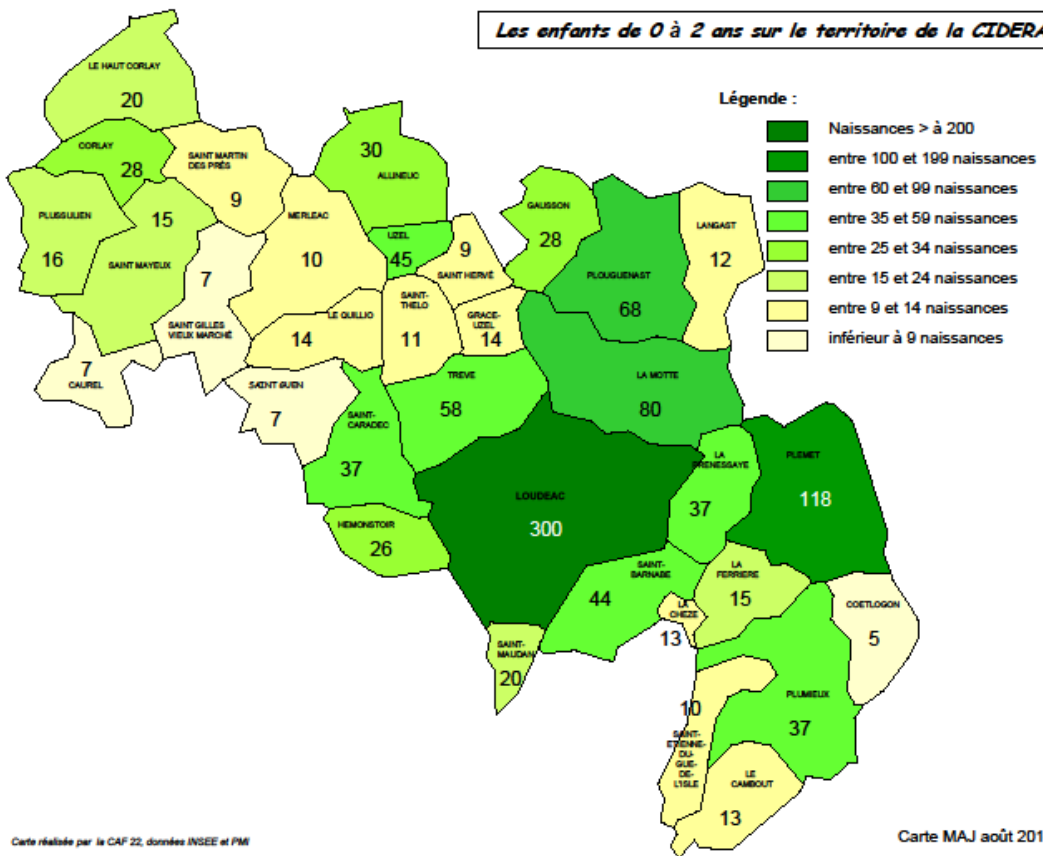 Les enfants de 0 à 2 ans sur le territoire de la CIDERA
Légende :
Naissances > à 200
entre 100 et 199 naissances
entre 60 et 99 naissances
entre 35 et 59 naissances
entre 25 et 34 naissances
entre 15 et 24 naissances
entre 9 et 14 naissances
inférieur à 9 naissances
LE HAUT CORLAY
20
CORLAY
28
SAINT MARTIN
DES PRÉS
9
30
ALLINEUC
PLUSSULIEN
16
15
SAINT MAYEUX
MERLEAC
10
UZEL
45
9
SAINT HERVÉ
GAUSSON
28
PLOUGUENAST
68
LANGAST
12
7
SAINT GILLES
VIEUX MARCHÉ
LE QUILLIO
14
SAINT-
THELO
11
GRACE-
UZEL
14
7
CAUREL
SAINT GUEN
7
SAINT-
CARADEC
37
TREVE
58
LA MOTTE
80
LOUDEAC
300
LA
PRENESSAYE
37
PLEMET
118
HEMONSTOIR
26
SAINT-
BARNABE
44
LA
CHEZE
13
LA
FERRIERE
15
COETLOGON
5
SAINT-
MAUDAN
20
PLUMIEUX
37
10
SAINT-
ETIENNE-
DU-
GUE-
DE-
L'ISLE
LE
CAMBOUT
13
Carte réalisée par la CAF 22, données INSEE et PMI
Carte MAJ août 201